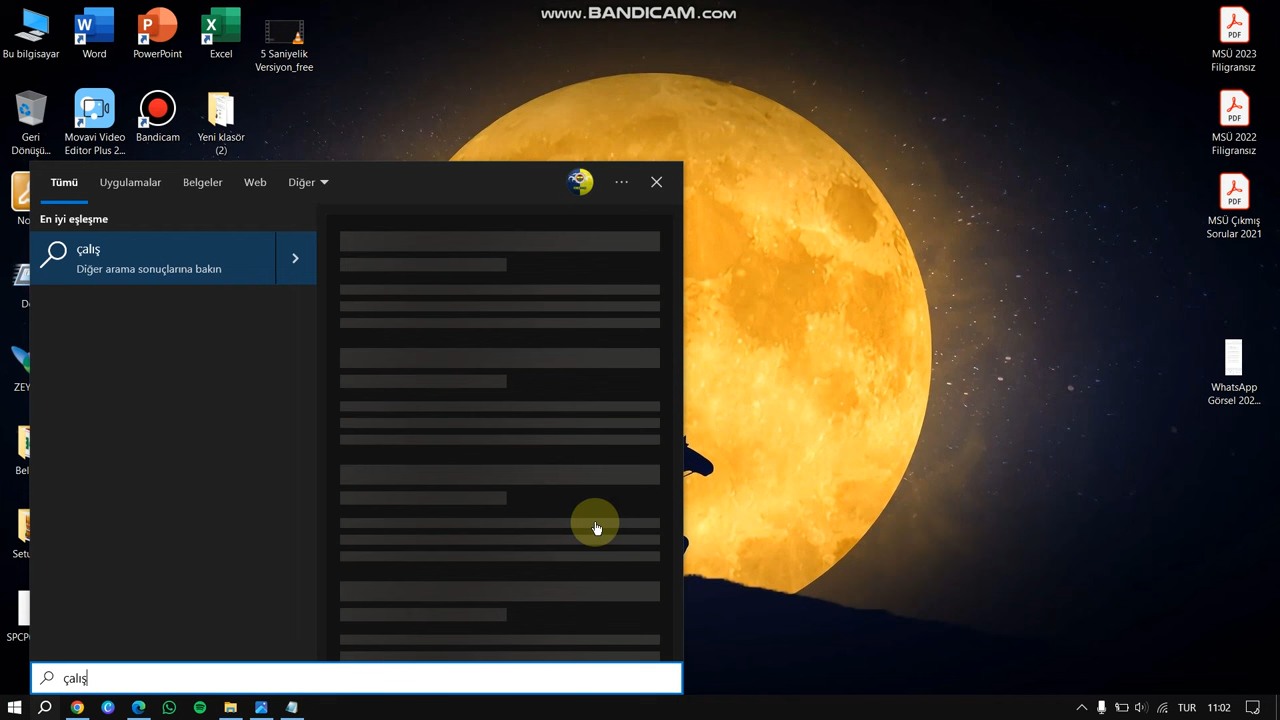 www.BANDICAM.com
Bu bilgisayar
Word
PowerPoint
Excel
5 Saniyelik
Versiyon_free
MSÜ 2023
Filigransız
Geri
Dönüşü...
Movavi Video
Editor Plus 2...
Bandicam
Yeni klasör
(2)
MSÜ 2022
Filigransız
Tümü
Uygulamalar
Belgeler
Web
Diğer
En iyi eşleşme
çalış
Diğer arama sonuçlarına bakın
MSÜ Çıkmış
Sorular 2021
WhatsApp
Görsel 202...
çalış
TUR
11:02